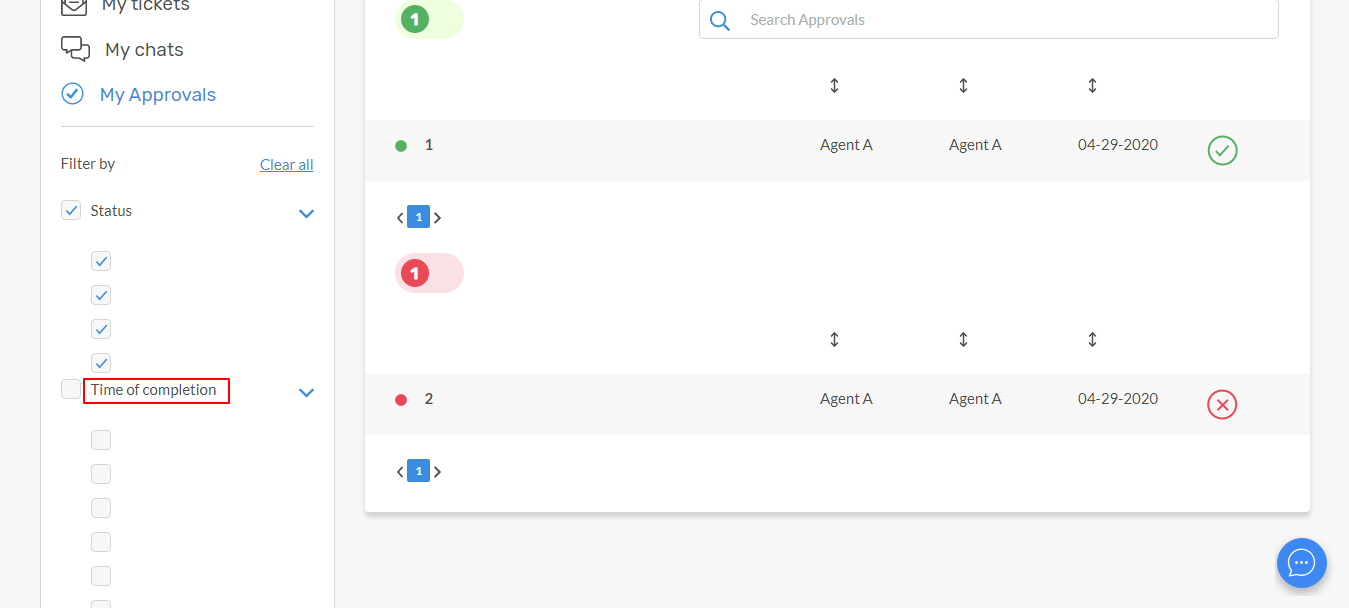 My tickets
My chats
My Approvals
Filter by
Clear all
Status
Time of completion
1
Search Approvals
1 Agent A Agent A 04-29-2020
1
1
2 Agent A Agent A 04-29-2020
1